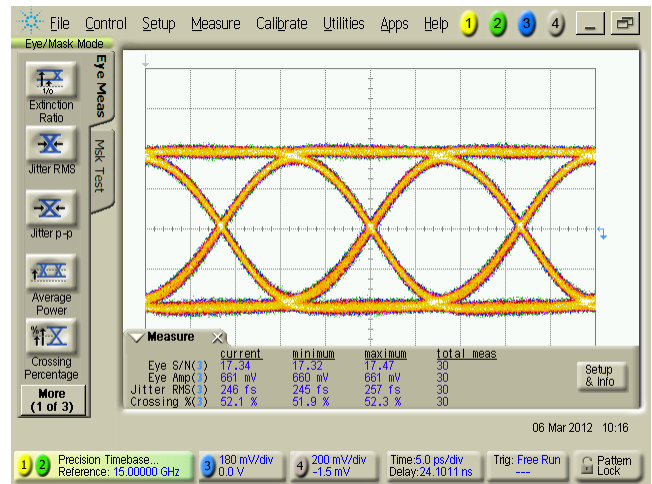 File Control Setup Measure Calibrate Utilities Apps Help 1 2 3 4
Eye/Mask Mode
Eye Meas
Msk Test
1/0
Extinction
Ratio
Jitter RMS
Jitter p-p
Average
Power
%
Crossing
Percentage
More
(1 of 3)
Measure
current minimum maximum total meas
Eye S/N(3) 17.34 17.32 17.47 30
Eye Amp(3) 661 mV 660 mV 661 mV 30
Jitter RMS(3) 246 fs 245 fs 257 fs 30
Crossing %(3) 52.1 % 51.9 % 52.3 % 30
Setup
& Info
06 Mar 2012 10:16
1 2 Precision Timebase...
Reference: 15.00000 GHz
3 180 mV/div
0.0 V
4 200 mV/div
-1.5 mV
Time:5.0 ps/div
Delay:24.1011 ns
Trig: Free Run
---
Pattern
Lock